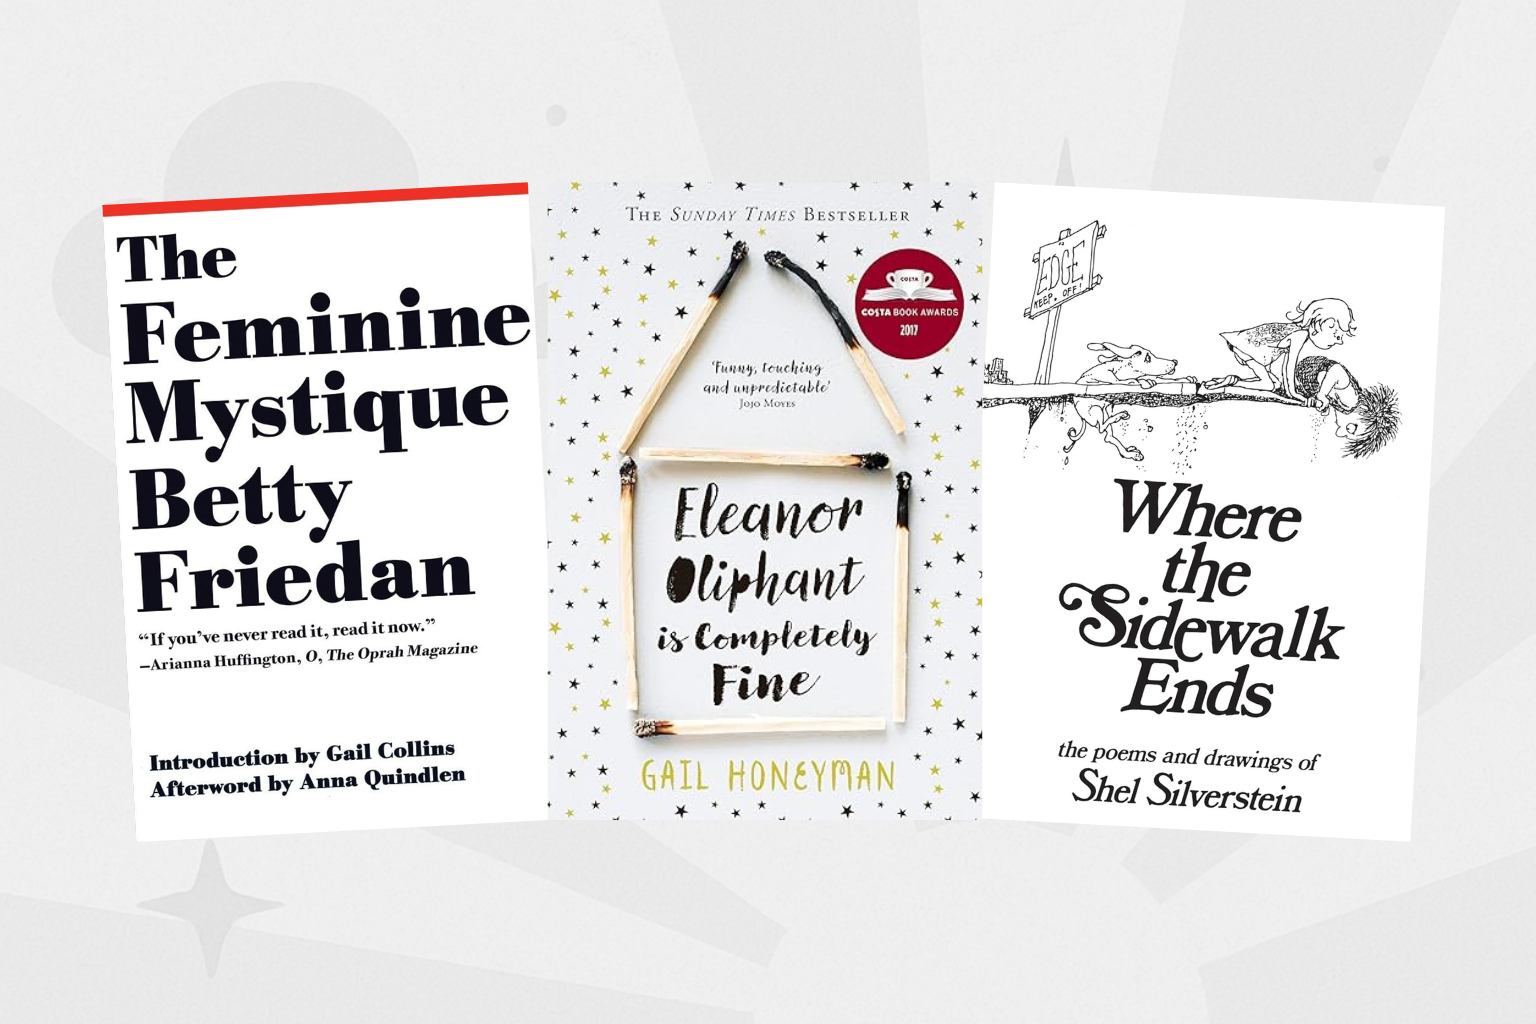 The
Feminine
Mystique
Betty
Friedan
“If you’ve never read it, read it now.”
–Arianna Huffington, O, The Oprah Magazine
Introduction by Gail Collins
Afterword by Anna Quindlen
THE SUNDAY TIMES BESTSELLER
COSTA
COSTA BOOK AWARDS
2017
‘Funny, touching
and unpredictable’
JOJO MOYES
Eleanor
Oliphant
is Completely
Fine
GAIL HONEYMAN
EDGE
KEEP. OFF!
Where
the
Sidewalk
Ends
the poems and drawings of
Shel Silverstein